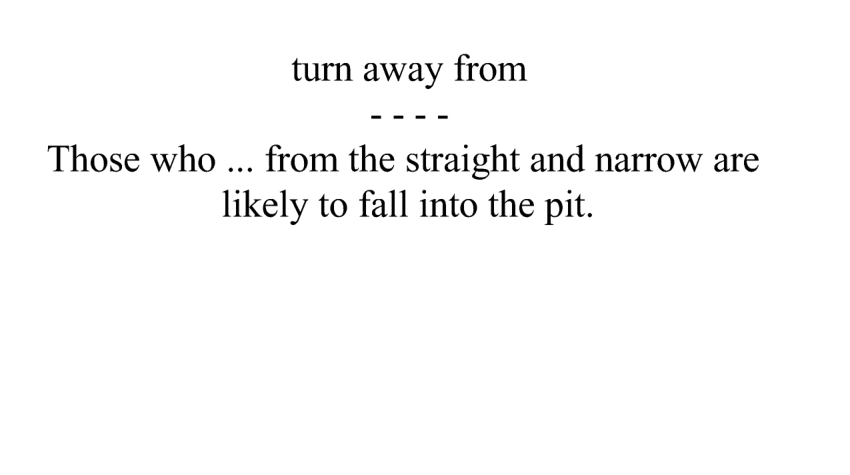 turn away from
- - - -
Those who ... from the straight and narrow are
likely to fall into the pit.